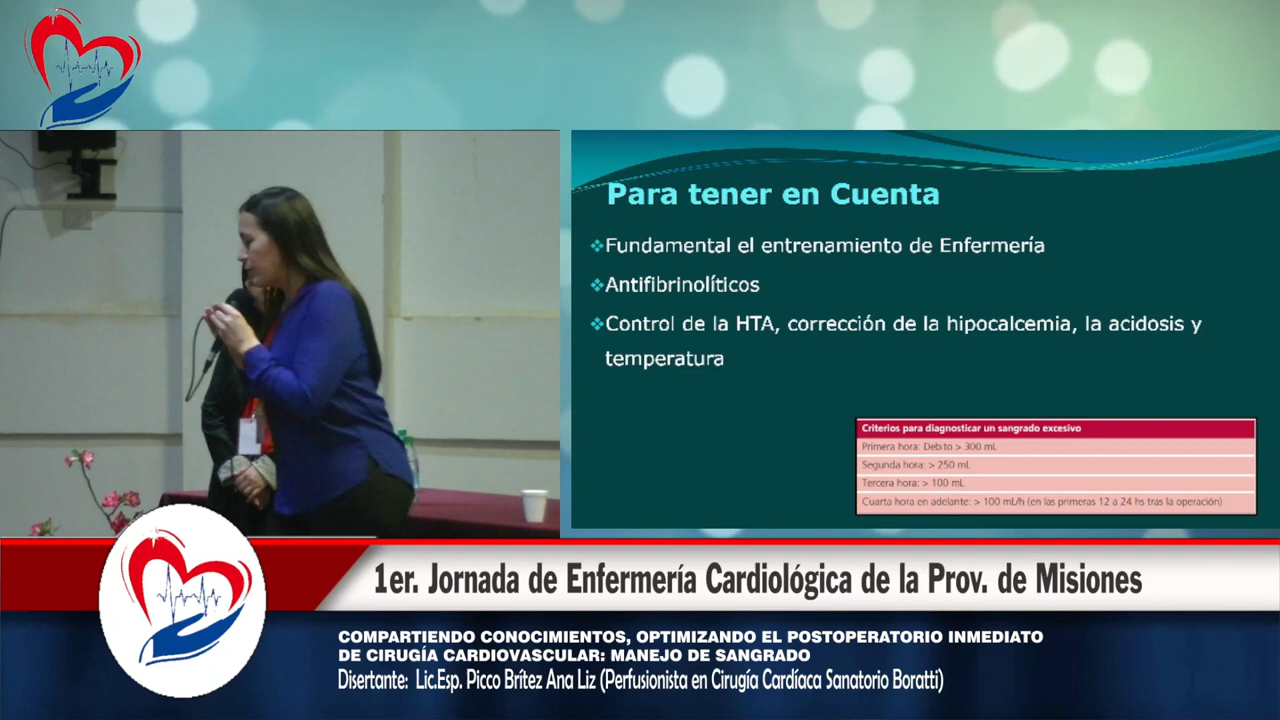 Para tener en Cuenta
Fundamental el entrenamiento de Enfermería
Antifibrinolíticos
Control de la HTA, corrección de la hipocalcemia, la acidosis y
temperatura
Criterios para diagnosticar un sangrado excesivo
Primera hora: Debito > 300 mL
Segunda hora: > 250 mL
Tercera hora: > 100 mL
Cuarta hora en adelante: > 100 mL/h (en las primeras 12 a 24 hs tras la operación)
1er. Jornada de Enfermería Cardiológica de la Prov. de Misiones
COMPARTIENDO CONOCIMIENTOS, OPTIMIZANDO EL POSTOPERATORIO INMEDIATO
DE CIRUGÍA CARDIOVASCULAR: MANEJO DE SANGRADO
Disertante: Lic.Esp. Picco Brítez Ana Liz (Perfusionista en Cirugía Cardíaca Sanatorio Boratti)